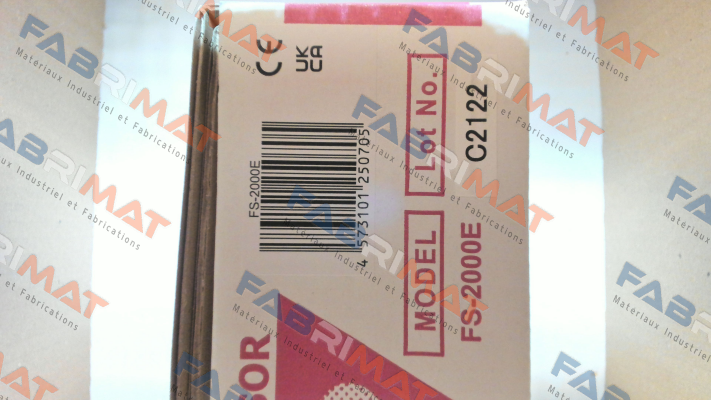 CE
UK
CA
FS-2000E
4 573101 250705
Lot No.
C2122
MODEL
FS-2000E
SOR
FABRIMAT
Materiaux Industriel et Fabrications